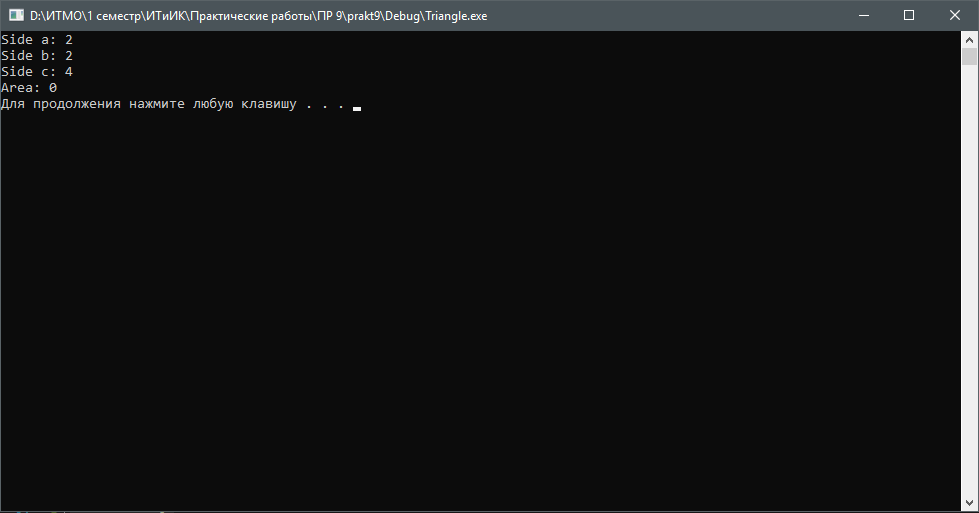 D:\ИТМО\1 семестр\ИТиИК\Практические работы\ПР 9\prakt9\Debug\Triangle.exe
Side a: 2
Side b: 2
Side c: 4
Area: 0
Для продолжения нажмите любую клавишу . . .